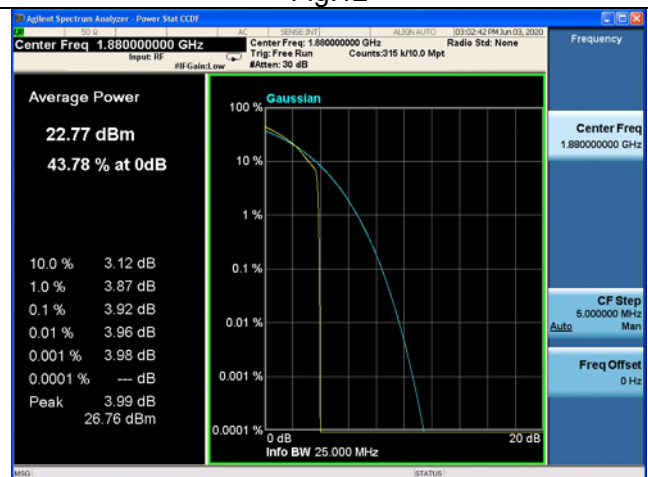 Agilent Spectrum Analyzer - Power Stat CCDF
50 Ω AC SENSE:INT ALIGN AUTO 03:02:42 PM Jun 03, 2020
Center Freq 1.880000000 GHz
Input: RF
#IFGain:Low
Center Freq: 1.880000000 GHz
Trig: Free Run Counts:315 k/10.0 Mpt
#Atten: 30 dB
Radio Std: None
Frequency
Average Power
22.77 dBm
43.78 % at 0dB
10.0 % 3.12 dB
1.0 % 3.87 dB
0.1 % 3.92 dB
0.01 % 3.96 dB
0.001 % 3.98 dB
0.0001 % --- dB
Peak 3.99 dB
26.76 dBm
Gaussian
100 %
10 %
1 %
0.1 %
0.01 %
0.001 %
0.0001 %
0 dB 20 dB
Info BW 25.000 MHz
Center Freq
1.880000000 GHz
CF Step
5.000000 MHz
Auto Man
Freq Offset
0 Hz
MSG STATUS